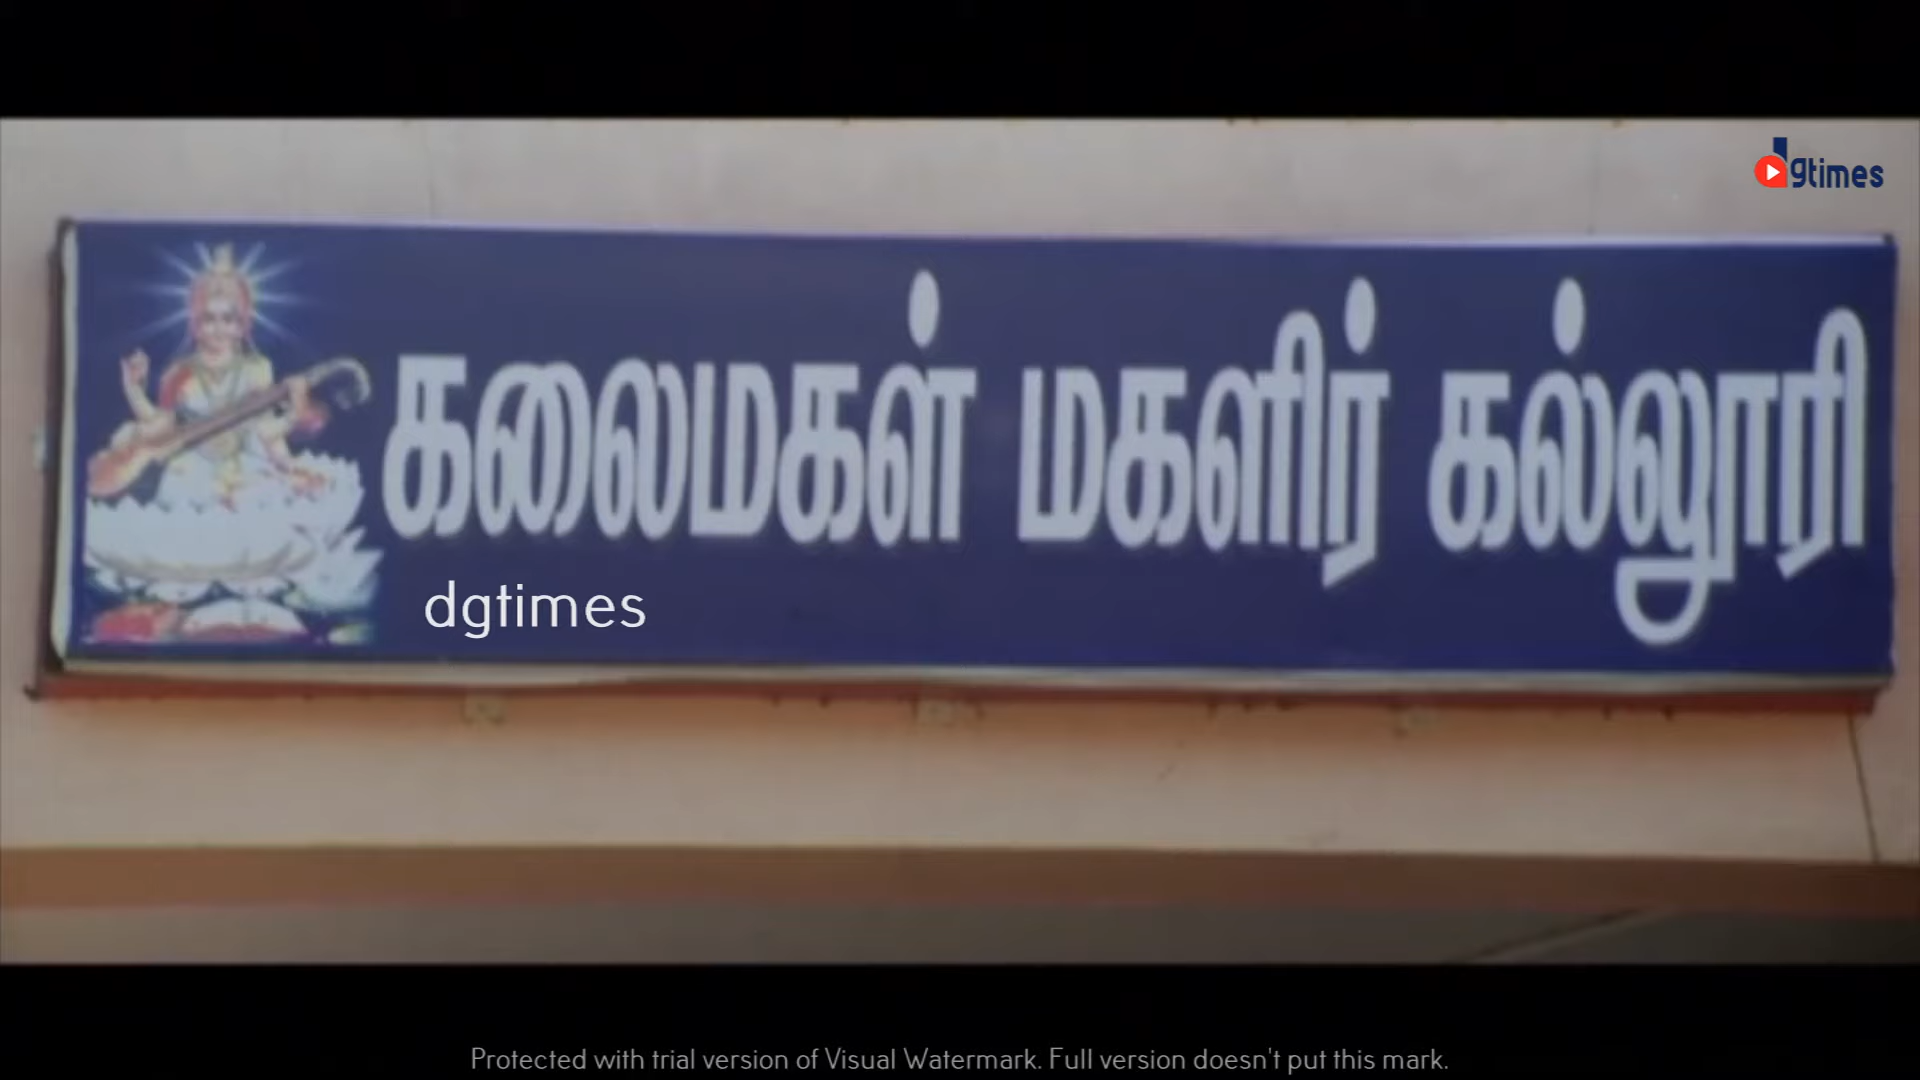 dgtimes
கலைமகள் மகளிர் கல்லூரி
dgtimes
Protected with trial version of Visual Watermark. Full version doesn't put this mark.